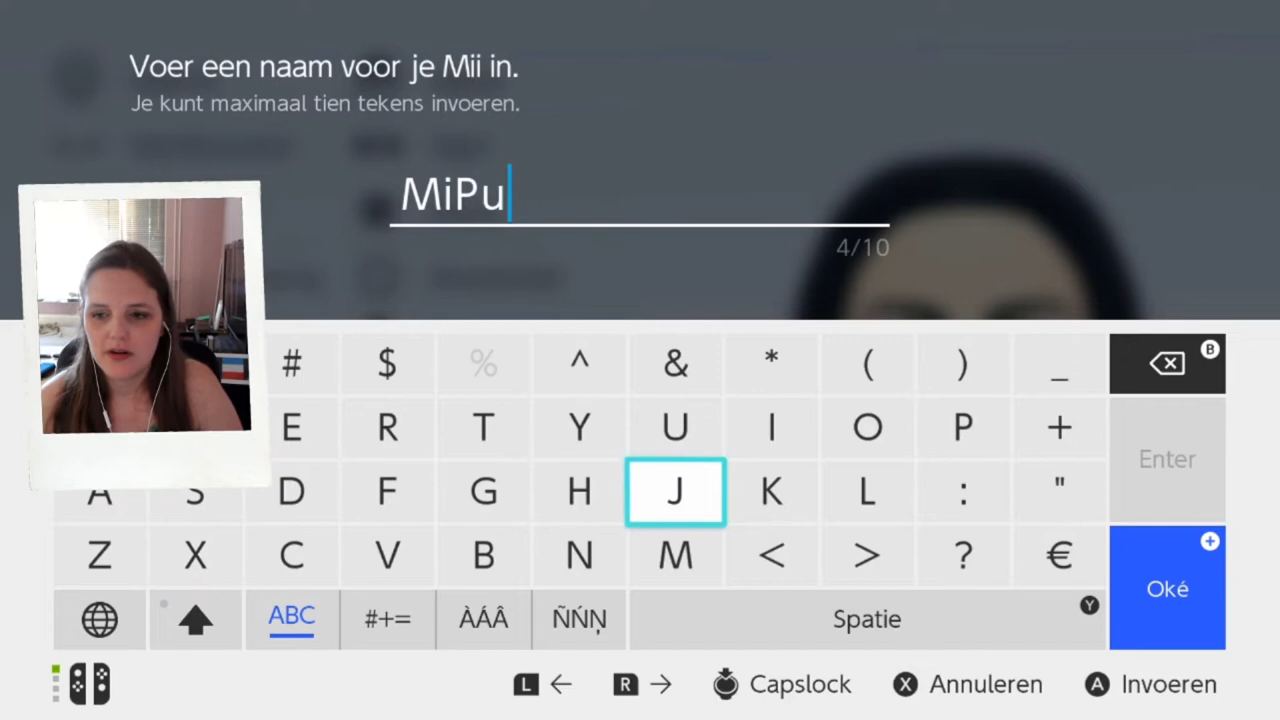 Voer een naam voor je Mii in.
Je kunt maximaal tien tekens invoeren.
MiPu
4/10
# $ % ^ & * ( ) _ B
E R T Y U I O P + Enter
A S D F G H J K L : "
Z X C V B N M < > ? € + Oké
ABC #+= ÀÁÂ ÑŃŅ Spatie Y
L ← R → Capslock X Annuleren A Invoeren